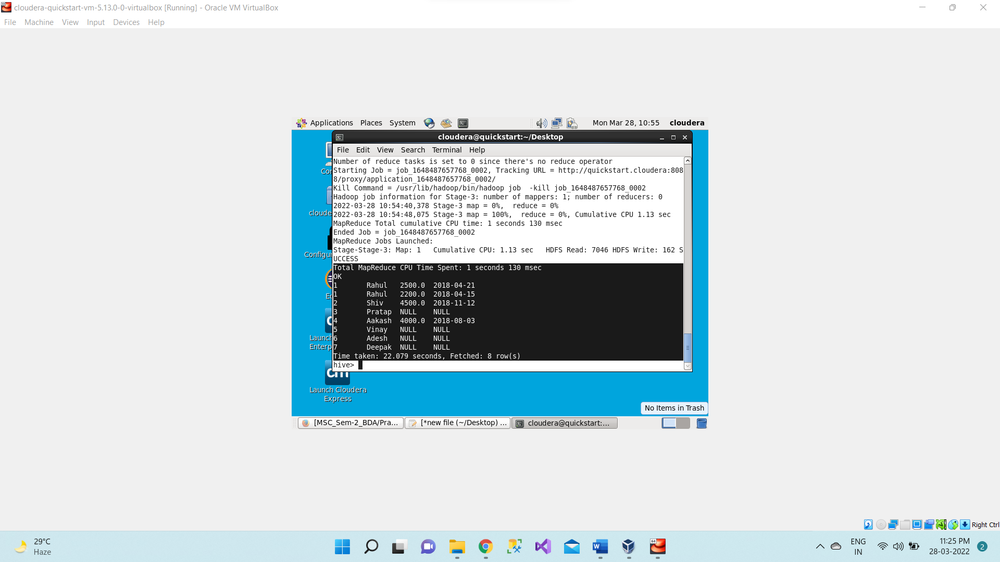 cloudera-quickstart-vm-5.13.0-0-virtualbox [Running] - Oracle VM VirtualBox
File Machine View Input Devices Help
Applications Places System Mon Mar 28, 10:55 cloudera
cloudera@quickstart:~/Desktop
File Edit View Search Terminal Help
Number of reduce tasks is set to 0 since there's no reduce operator
Starting Job = job_1648487657768_0002, Tracking URL = http://quickstart.cloudera:808
8/proxy/application_1648487657768_0002/
Kill Command = /usr/lib/hadoop/bin/hadoop job  -kill job_1648487657768_0002
Hadoop job information for Stage-3: number of mappers: 1; number of reducers: 0
2022-03-28 10:54:40,378 Stage-3 map = 0%,  reduce = 0%
2022-03-28 10:54:48,075 Stage-3 map = 100%,  reduce = 0%, Cumulative CPU 1.13 sec
MapReduce Total cumulative CPU time: 1 seconds 130 msec
Ended Job = job_1648487657768_0002
MapReduce Jobs Launched:
Stage-Stage-3: Map: 1   Cumulative CPU: 1.13 sec   HDFS Read: 7046 HDFS Write: 162 S
UCCESS
Total MapReduce CPU Time Spent: 1 seconds 130 msec
OK
1       Rahul   2500.0  2018-04-21
1       Rahul   2200.0  2018-04-15
2       Shiv    4500.0  2018-11-12
3       Pratap  NULL    NULL
4       Aakash  4000.0  2018-08-03
5       Vinay   NULL    NULL
6       Adesh   NULL    NULL
7       Deepak  NULL    NULL
Time taken: 22.079 seconds, Fetched: 8 row(s)
hive>
Co
cloude
Configu
Ec
Launch
Enterp
cm
Launch Cloudera
Express
No Items in Trash
[MSC_Sem-2_BDA/Pra... [*new file (~/Desktop) ... cloudera@quickstart:...
Right Ctrl
29°C
Haze
ENG
IN
11:25 PM
28-03-2022
2